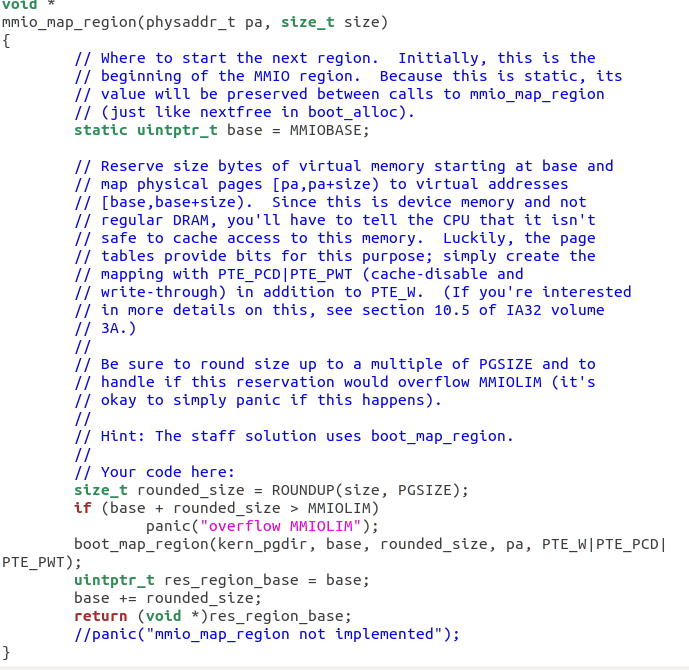 void *
mmio_map_region(physaddr_t pa, size_t size)
{
        // Where to start the next region.  Initially, this is the
        // beginning of the MMIO region.  Because this is static, its
        // value will be preserved between calls to mmio_map_region
        // (just like nextfree in boot_alloc).
        static uintptr_t base = MMIOBASE;

        // Reserve size bytes of virtual memory starting at base and
        // map physical pages [pa,pa+size) to virtual addresses
        // [base,base+size).  Since this is device memory and not
        // regular DRAM, you'll have to tell the CPU that it isn't
        // safe to cache access to this memory.  Luckily, the page
        // tables provide bits for this purpose; simply create the
        // mapping with PTE_PCD|PTE_PWT (cache-disable and
        // write-through) in addition to PTE_W.  (If you're interested
        // in more details on this, see section 10.5 of IA32 volume
        // 3A.)
        //
        // Be sure to round size up to a multiple of PGSIZE and to
        // handle if this reservation would overflow MMIOLIM (it's
        // okay to simply panic if this happens).
        //
        // Hint: The staff solution uses boot_map_region.
        //
        // Your code here:
        size_t rounded_size = ROUNDUP(size, PGSIZE);
        if (base + rounded_size > MMIOLIM)
                panic("overflow MMIOLIM");
        boot_map_region(kern_pgdir, base, rounded_size, pa, PTE_W|PTE_PCD|
PTE_PWT);
        uintptr_t res_region_base = base;
        base += rounded_size;
        return (void *)res_region_base;
        //panic("mmio_map_region not implemented");
}